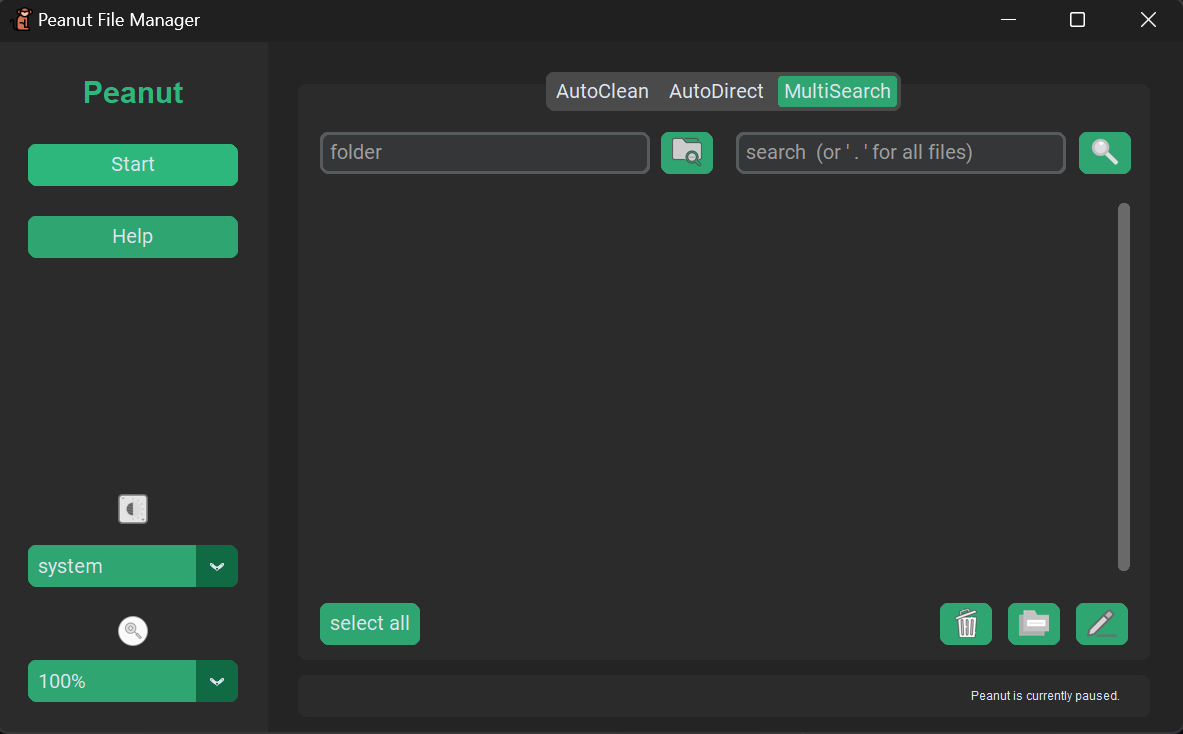 Peanut File Manager
Peanut
Start
Help
system
100%
AutoClean AutoDirect MultiSearch
folder
search  (or ' . ' for all files)
select all
Peanut is currently paused.